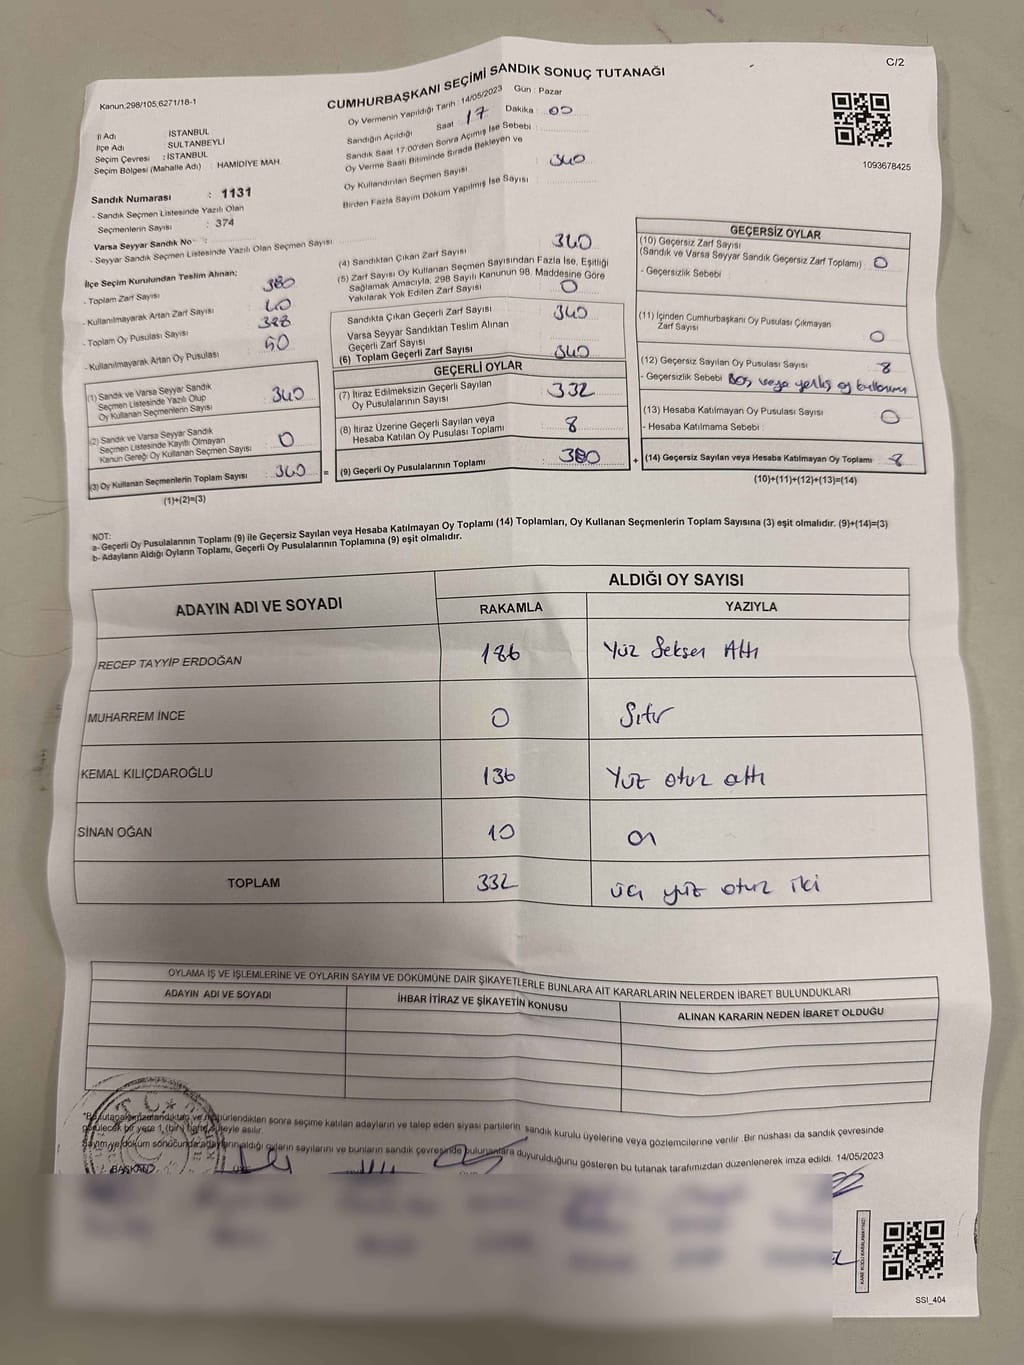 C/2
Kanun.298/105,6271/18-1
CUMHURBAŞKANI SEÇİMİ SANDIK SONUÇ TUTANAĞI
1093678425
İl Adı : İSTANBUL
İlçe Adı : SULTANBEYLİ
Seçim Çevresi : İSTANBUL
Seçim Bölgesi (Mahalle Adı) : HAMİDİYE MAH.
Sandık Numarası : 1131
- Sandık Seçmen Listesinde Yazılı Olan
Seçmenlerin Sayısı : 374
Varsa Seyyar Sandık No :
- Seyyar Sandık Seçmen Listesinde Yazılı Olan Seçmen Sayısı
Oy Vermenin Yapıldığı Tarih : 14/05/2023 Gün : Pazar
Sandığın Açıldığı Saat : 17 Dakika : 00
Sandık Saat 17:00'den Sonra Açımış İse Sebebi :
Oy Verme Saati Bitiminde Sırada Bekleyen ve
Oy Kullandırılan Seçmen Sayısı : 340
Birden Fazla Sayım Döküm Yapılmış İse Sayısı :
İlçe Seçim Kurulundan Teslim Alınan;
- Toplam Zarf Sayısı : 380
- Kullanılmayarak Artan Zarf Sayısı : 40
- Toplam Oy Pusulası Sayısı :
- Kullanılmayarak Artan Oy Pusulası :
(1) Sandık ve Varsa Seyyar Sandık
Seçmen Listesinde Yazılı Olup
Oy Kullanan Seçmenlerin Sayısı : 340
(2) Sandık ve Varsa Seyyar Sandık
Seçmen Listesinde Kayıtlı Olmayan
Kanun Gereği Oy Kullanan Seçmen Sayısı : 0
(3) Oy Kullanan Seçmenlerin Toplam Sayısı : 340 =
(1)+(2)=(3)
(4) Sandıktan Çıkan Zarf Sayısı : 340
(5) Zarf Sayısı Oy Kullanan Seçmen Sayısından Fazla İse, Eşitliği
Sağlamak Amacıyla, 298 Sayılı Kanunun 98. Maddesine Göre
Yakılarak Yok Edilen Zarf Sayısı : 0
Sandıkta Çıkan Geçerli Zarf Sayısı : 340
Varsa Seyyar Sandıktan Teslim Alınan
Geçerli Zarf Sayısı :
(6) Toplam Geçerli Zarf Sayısı : 340
GEÇERLİ OYLAR
(7) İtiraz Edilmeksizin Geçerli Sayılan
Oy Pusulalarının Sayısı : 332
(8) İtiraz Üzerine Geçerli Sayılan veya
Hesaba Katılan Oy Pusulası Toplamı : 8
(9) Geçerli Oy Pusulalarının Toplamı : +
GEÇERSİZ OYLAR
(10) Geçersiz Zarf Sayısı
(Sandık ve Varsa Seyyar Sandık Geçersiz Zarf Toplamı) : 0
- Geçersizlik Sebebi :
(11) İçinden Cumhurbaşkanı Oy Pusulası Çıkmayan
Zarf Sayısı : 0
(12) Geçersiz Sayılan Oy Pusulası Sayısı : 8
- Geçersizlik Sebebi : Boş veya yanlış oy kullanımı
(13) Hesaba Katılmayan Oy Pusulası Sayısı : 0
- Hesaba Katılmama Sebebi :
(14) Geçersiz Sayılan veya Hesaba Katılmayan Oy Toplamı : 8
(10)+(11)+(12)+(13)=(14)
NOT:
a- Geçerli Oy Pusulalarının Toplamı (9) ile Geçersiz Sayılan veya Hesaba Katılmayan Oy Toplamı (14) Toplamları, Oy Kullanan Seçmenlerin Toplam Sayısına (3) eşit olmalıdır. (9)+(14)=(3)
b- Adayların Aldığı Oyların Toplamı, Geçerli Oy Pusulalarının Toplamına (9) eşit olmalıdır.
ADAYIN ADI VE SOYADI ALDIĞI OY SAYISI
RAKAMLA YAZIYLA
RECEP TAYYİP ERDOĞAN 186 Yüz Seksen Altı
MUHARREM İNCE 0 Sıfır
KEMAL KILIÇDAROĞLU 136 Yüz otuz altı
SİNAN OĞAN 10 on
TOPLAM 332 üç yüz otuz iki
OYLAMA İŞ VE İŞLEMLERİNE VE OYLARIN SAYIM VE DÖKÜMÜNE DAİR ŞİKAYETLERLE BUNLARA AİT KARARLARIN NELERDEN İBARET BULUNDUKLARI
ADAYIN ADI VE SOYADI İHBAR İTİRAZ VE ŞİKAYETİN KONUSU ALINAN KARARIN NEDEN İBARET OLDUĞU
sonra seçime katılan adayların ve talep eden siyasi partilerin sandık kurulu üyelerine veya gözlemcilerine verilir. Bir nüshası da sandık çevresinde
görülecek bir yere 1 (bir) hafta süreyle asılır.
Sayım ve döküm sonucunda adayların aldığı oyların sayılarını ve bunların sandık çevresinde bulunanlara duyurulduğunu gösteren bu tutanak tarafımızdan düzenlenerek imza edildi. 14/05/2023
T.C.
BAŞKAN
KARE KODU KARALAMAYINIZ!
SSI_404